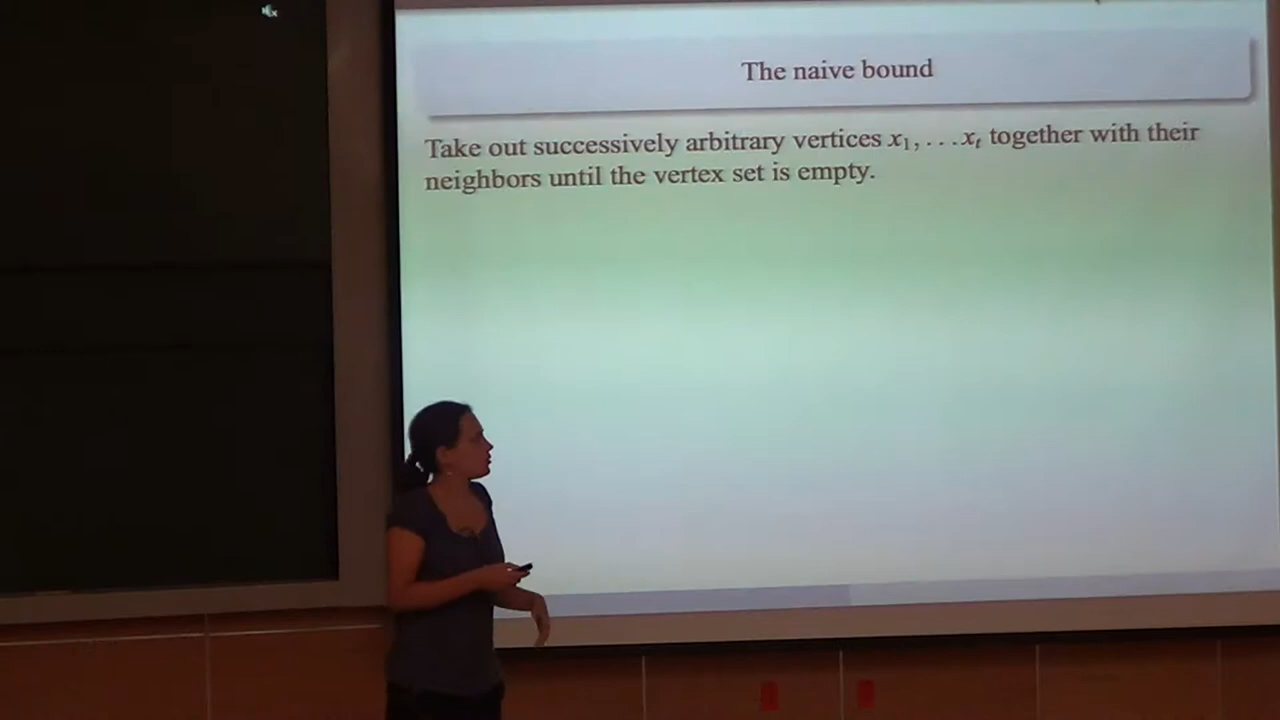 The naive bound
Take out successively arbitrary vertices x₁, . . . xₜ together with their
neighbors until the vertex set is empty.